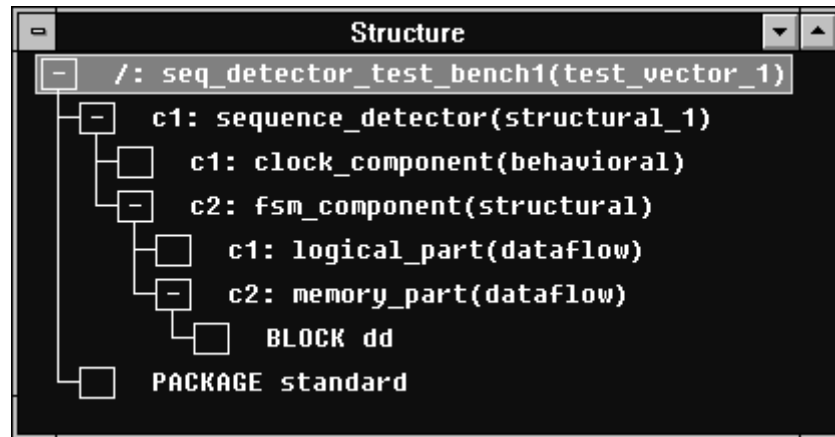 Structure
/: seq_detector_test_bench1(test_vector_1)
c1: sequence_detector(structural_1)
c1: clock_component(behavioral)
c2: fsm_component(structural)
c1: logical_part(dataflow)
c2: memory_part(dataflow)
BLOCK dd
PACKAGE standard